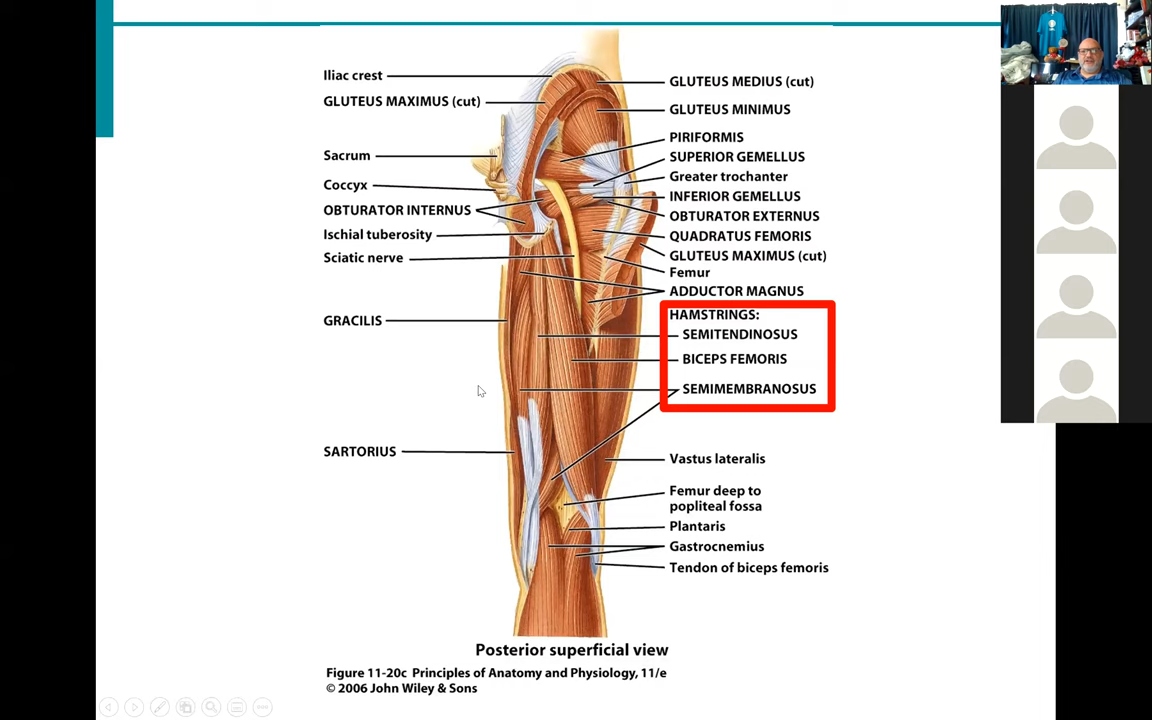 Iliac crest
GLUTEUS MAXIMUS (cut)
Sacrum
Coccyx
OBTURATOR INTERNUS
Ischial tuberosity
Sciatic nerve
GRACILIS
SARTORIUS
GLUTEUS MEDIUS (cut)
GLUTEUS MINIMUS
PIRIFORMIS
SUPERIOR GEMELLUS
Greater trochanter
INFERIOR GEMELLUS
OBTURATOR EXTERNUS
QUADRATUS FEMORIS
GLUTEUS MAXIMUS (cut)
Femur
ADDUCTOR MAGNUS
HAMSTRINGS:
SEMITENDINOSUS
BICEPS FEMORIS
SEMIMEMBRANOSUS
Vastus lateralis
Femur deep to
popliteal fossa
Plantaris
Gastrocnemius
Tendon of biceps femoris
Posterior superficial view
Figure 11-20c Principles of Anatomy and Physiology, 11/e
© 2006 John Wiley & Sons